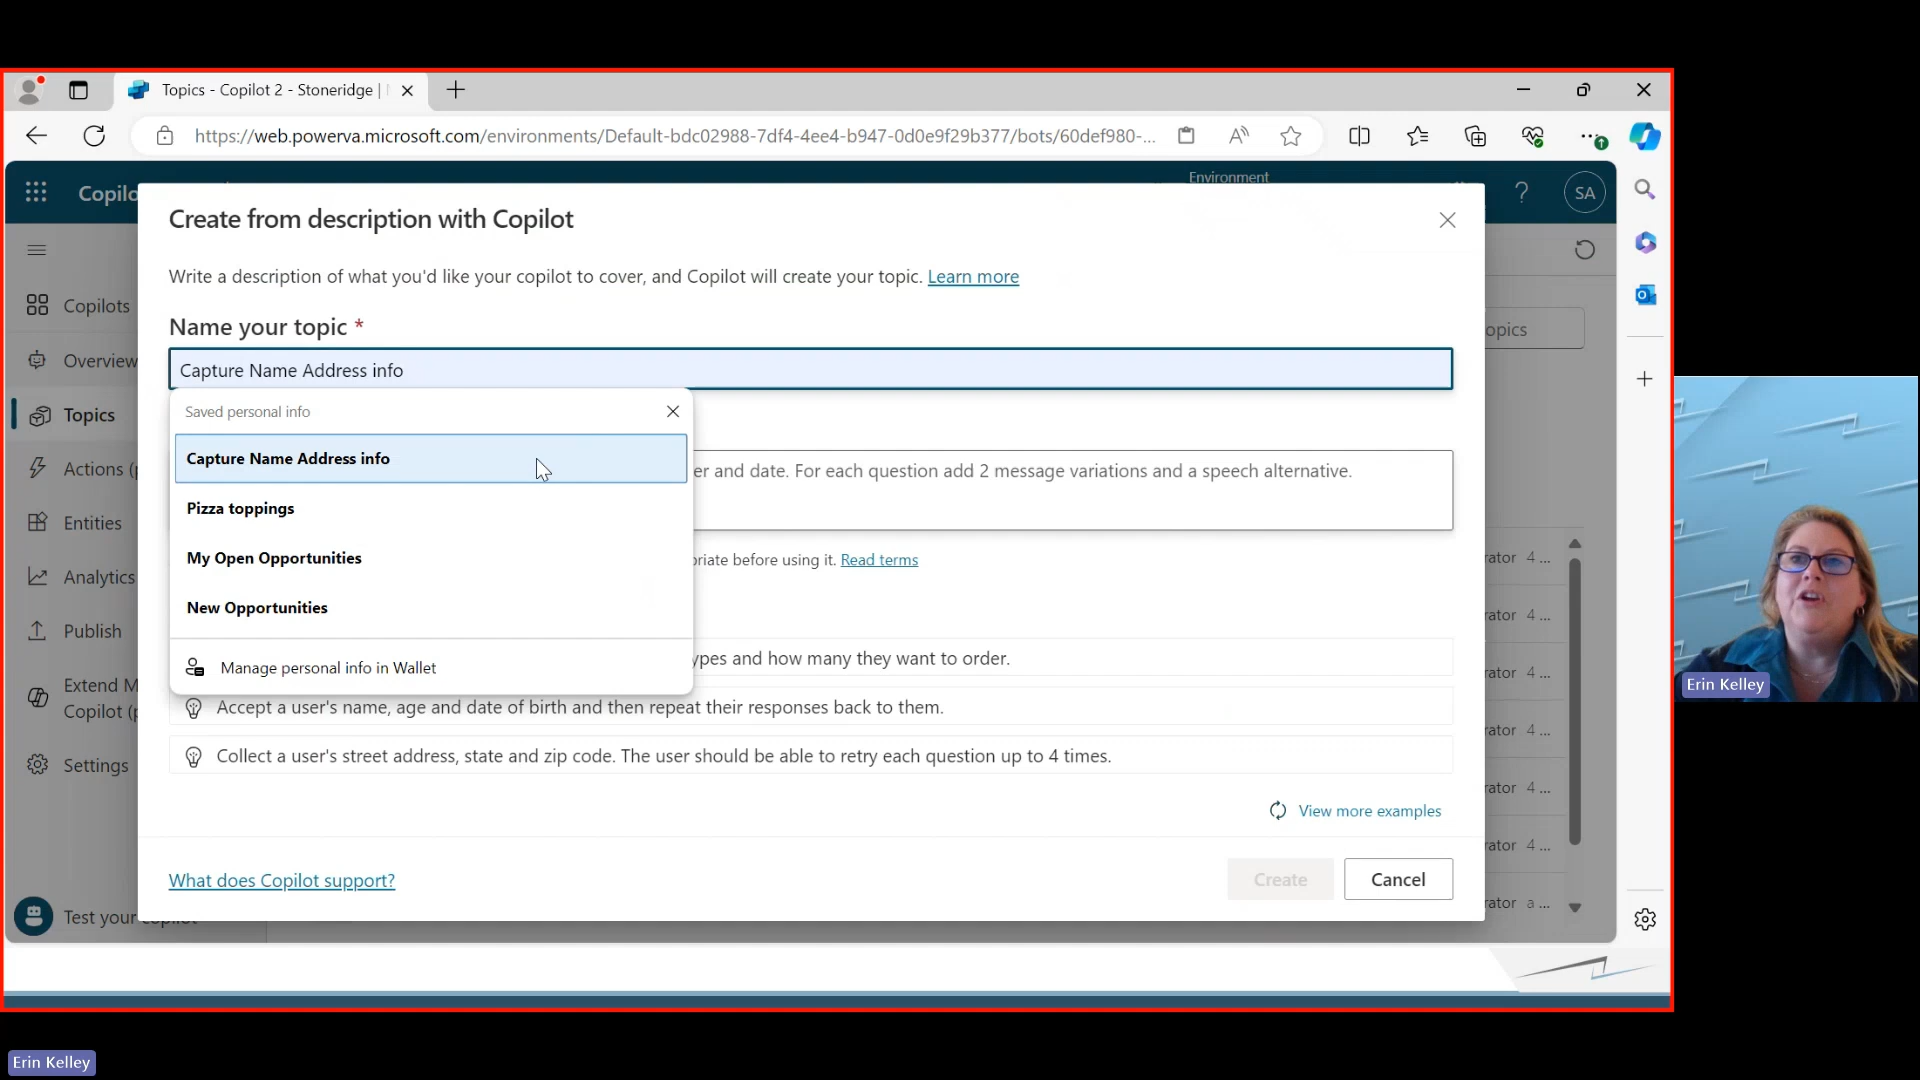 Topics - Copilot 2 - Stoneridge |
https://web.powerva.microsoft.com/environments/Default-bdc02988-7df4-4ee4-b947-0d0e9f29b377/bots/60def980-...
Copilo
Environment
SA
Create from description with Copilot
Write a description of what you'd like your copilot to cover, and Copilot will create your topic. Learn more
Name your topic *
Capture Name Address info
Saved personal info
Capture Name Address info
er and date. For each question add 2 message variations and a speech alternative.
Pizza toppings
My Open Opportunities
priate before using it. Read terms
New Opportunities
Manage personal info in Wallet
ypes and how many they want to order.
Accept a user's name, age and date of birth and then repeat their responses back to them.
Collect a user's street address, state and zip code. The user should be able to retry each question up to 4 times.
View more examples
What does Copilot support?
Create
Cancel
Copilots
Overview
Topics
Actions (p
Entities
Analytics
Publish
Extend M
Copilot (p
Settings
Test your copilot
opics
rator 4 ...
rator 4 ...
rator 4 ...
rator 4 ...
rator 4 ...
rator 4 ...
rator a ...
Erin Kelley
Erin Kelley